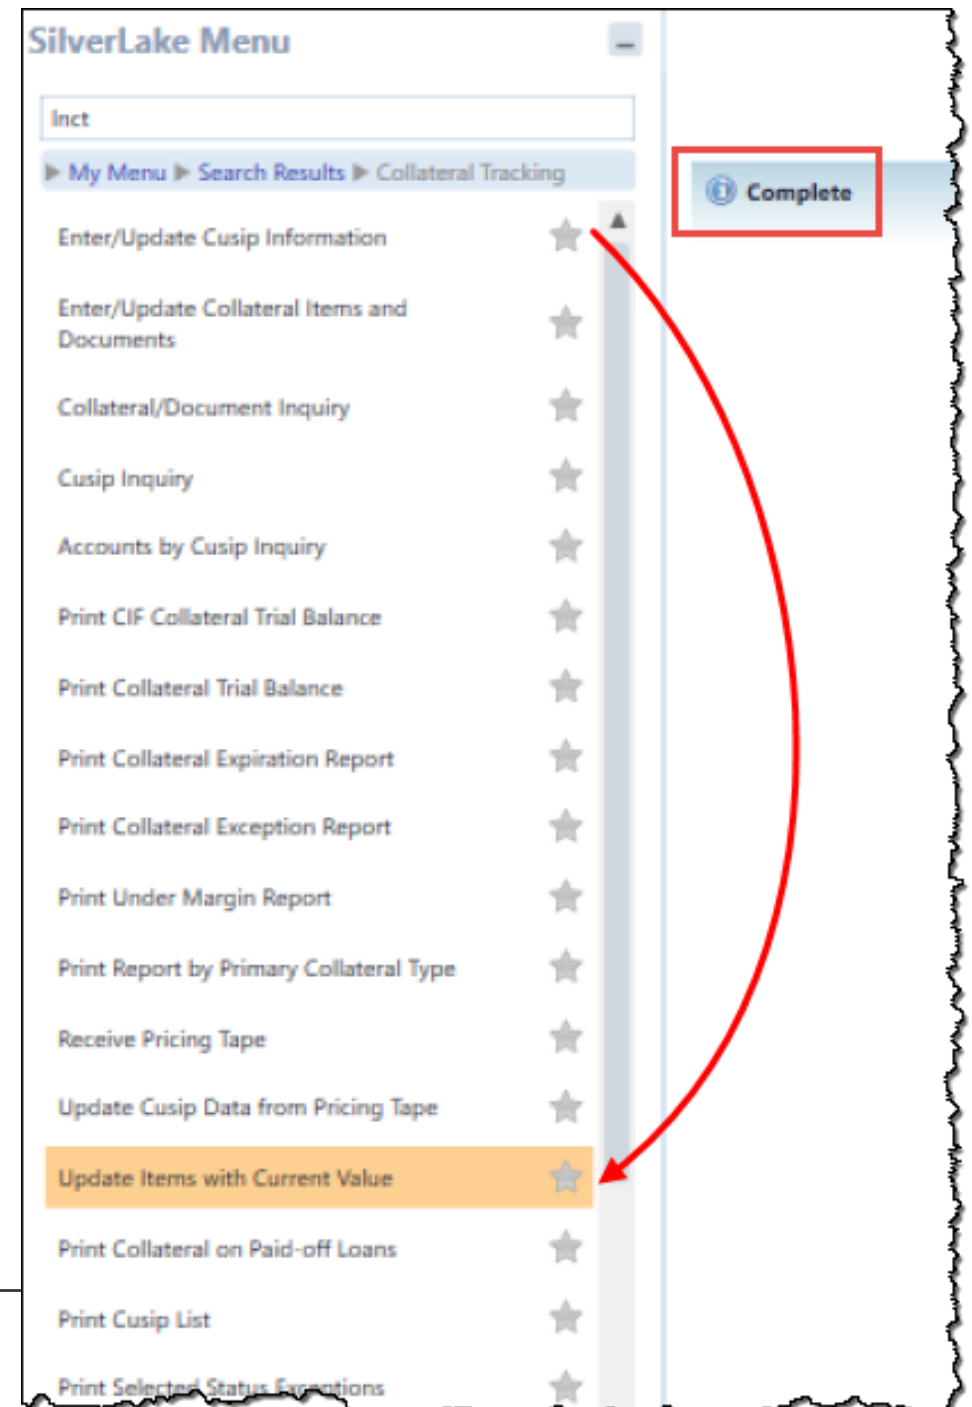 SilverLake Menu
lnct
My Menu Search Results Collateral Tracking
Complete
Enter/Update Cusip Information
Enter/Update Collateral Items and
Documents
Collateral/Document Inquiry
Cusip Inquiry
Accounts by Cusip Inquiry
Print CIF Collateral Trial Balance
Print Collateral Trial Balance
Print Collateral Expiration Report
Print Collateral Exception Report
Print Under Margin Report
Print Report by Primary Collateral Type
Receive Pricing Tape
Update Cusip Data from Pricing Tape
Update Items with Current Value
Print Collateral on Paid-off Loans
Print Cusip List
Print Selected Status Exceptions